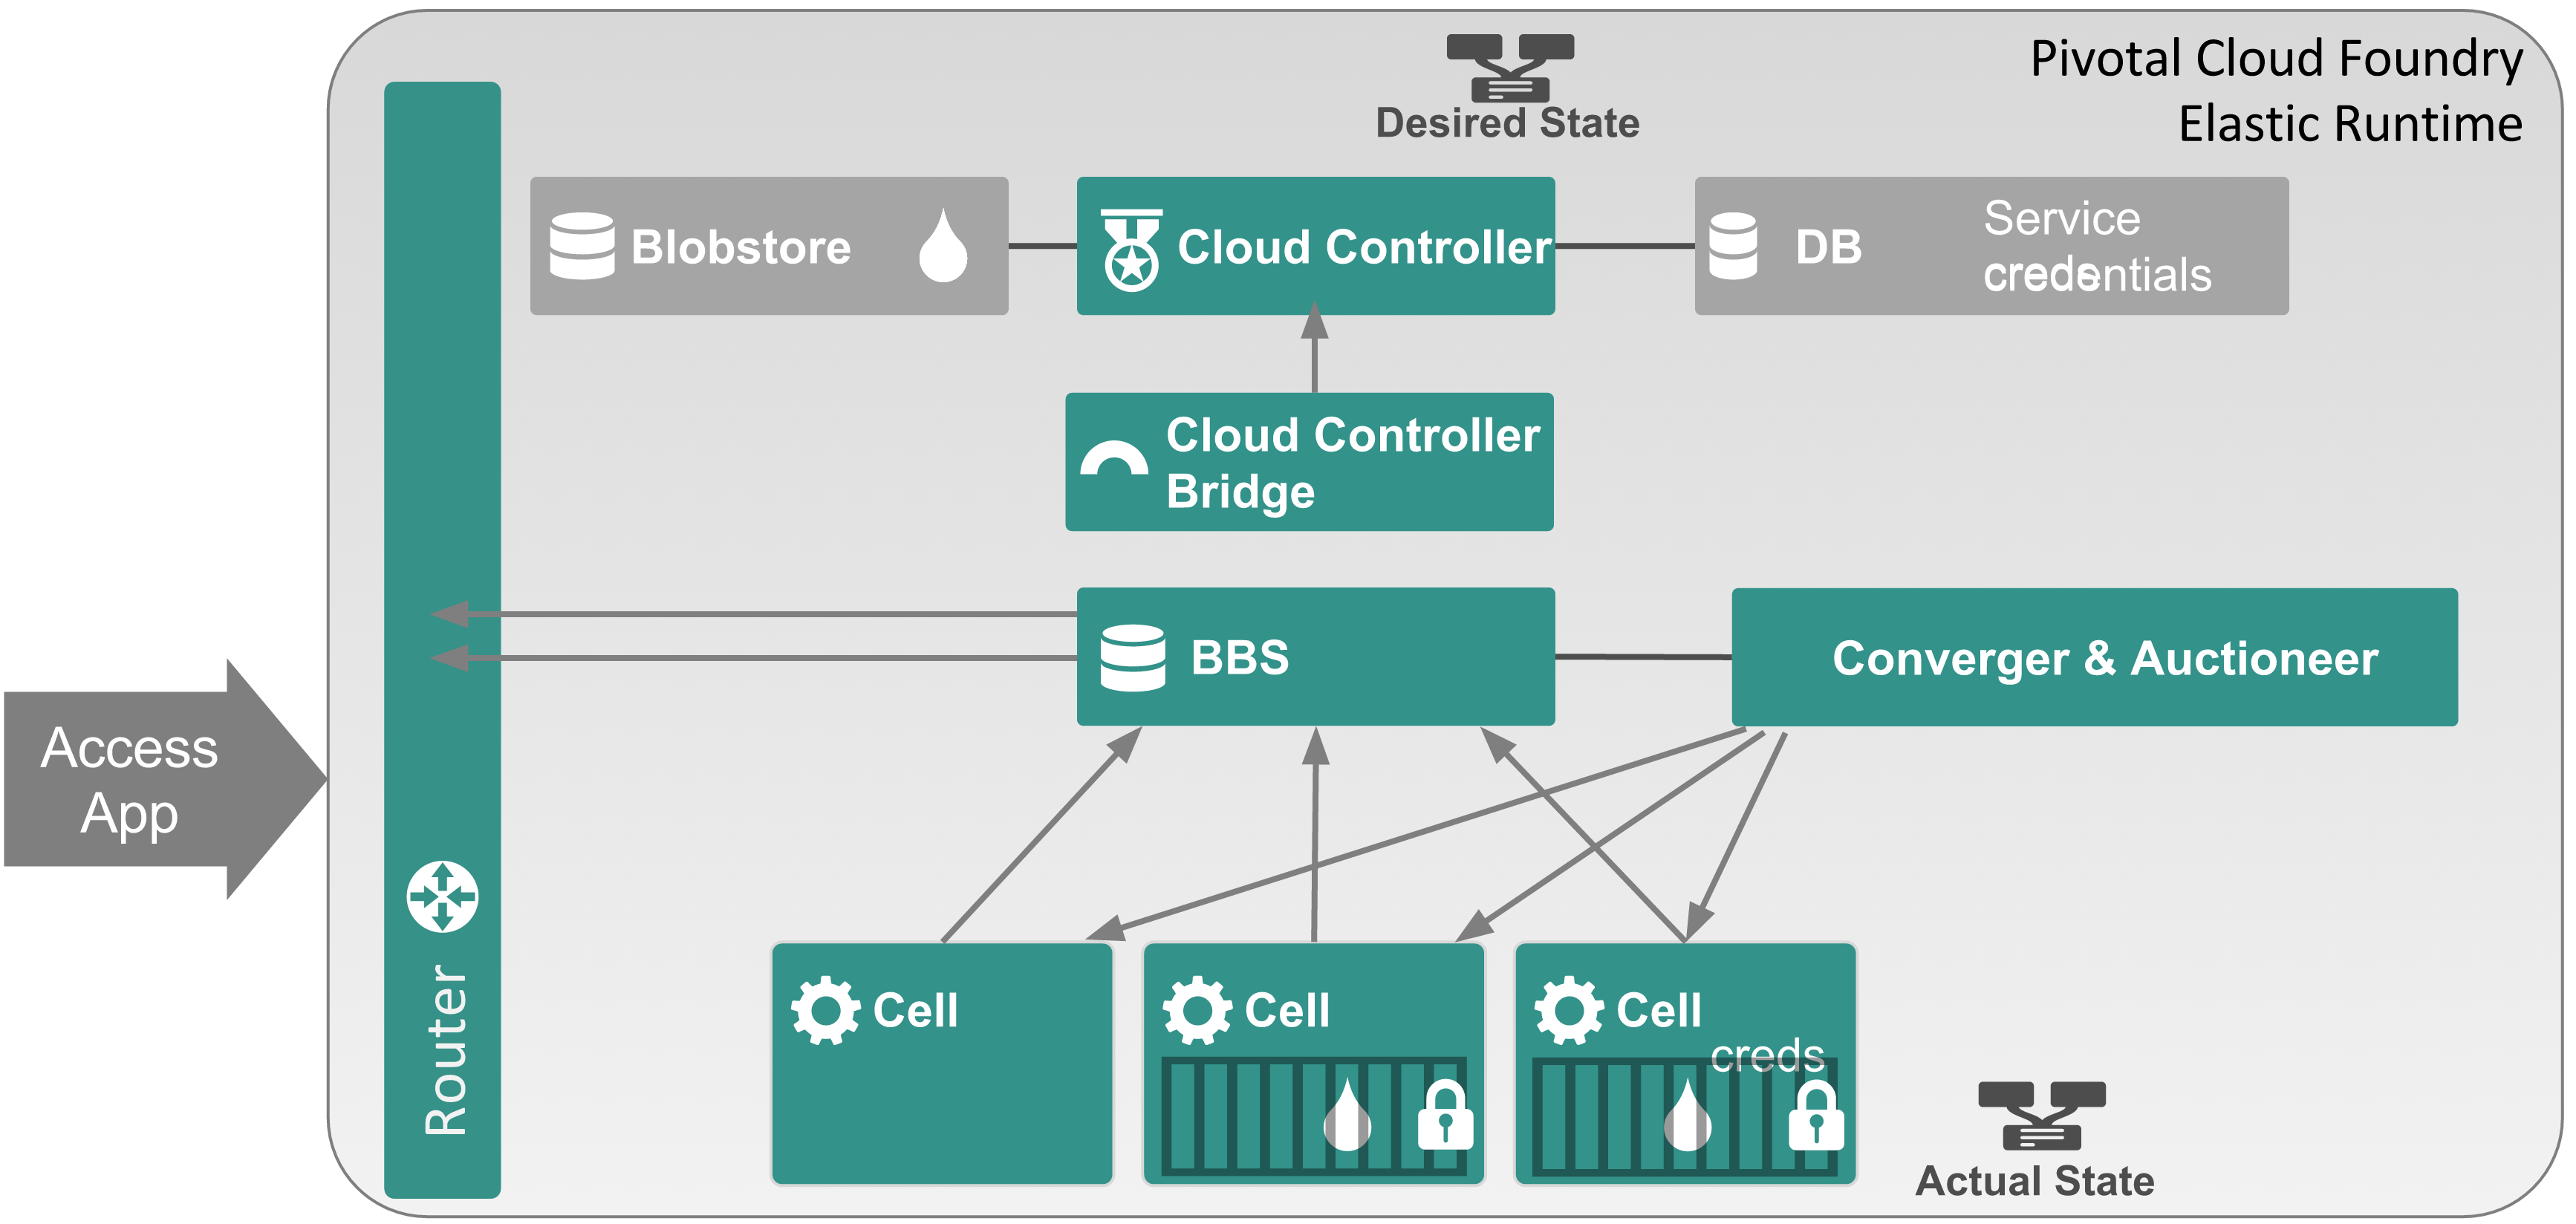 Pivotal Cloud Foundry
Elastic Runtime
Desired State
Blobstore
Cloud Controller
DB
Service
credentials
creds
Cloud Controller
Bridge
BBS
Converger & Auctioneer
Access
App
Router
Cell
Cell
Cell
creds
Actual State